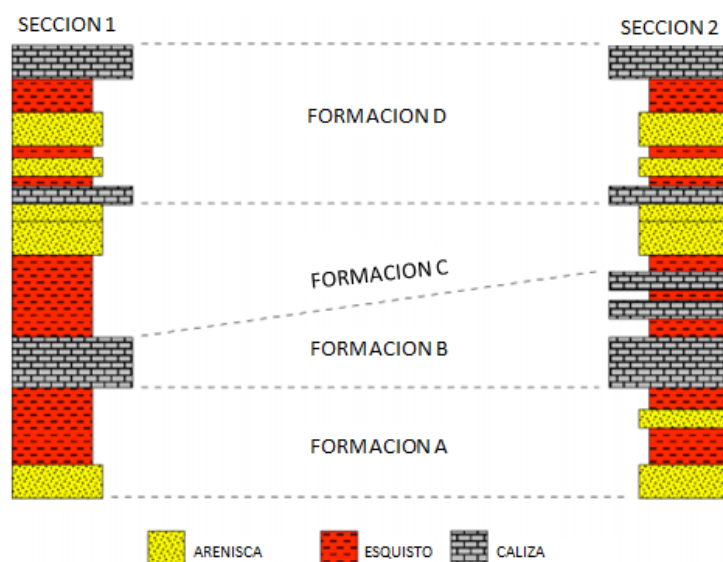 SECCION 1
SECCION 2
FORMACION D
FORMACION C
FORMACION B
FORMACION A
ARENISCA
ESQUISTO
CALIZA